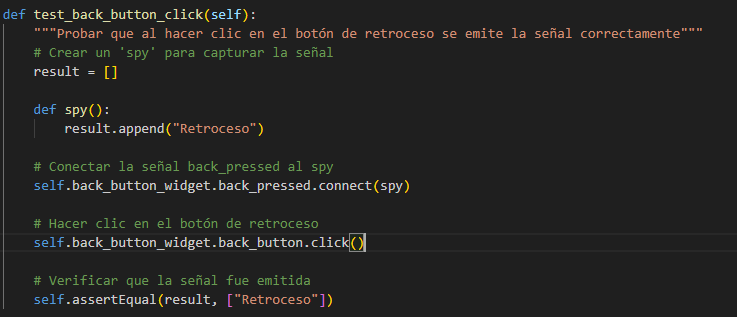 def test_back_button_click(self):
    """Probar que al hacer clic en el botón de retroceso se emite la señal correctamente"""
    # Crear un 'spy' para capturar la señal
    result = []

    def spy():
        result.append("Retroceso")

    # Conectar la señal back_pressed al spy
    self.back_button_widget.back_pressed.connect(spy)

    # Hacer clic en el botón de retroceso
    self.back_button_widget.back_button.click()

    # Verificar que la señal fue emitida
    self.assertEqual(result, ["Retroceso"])